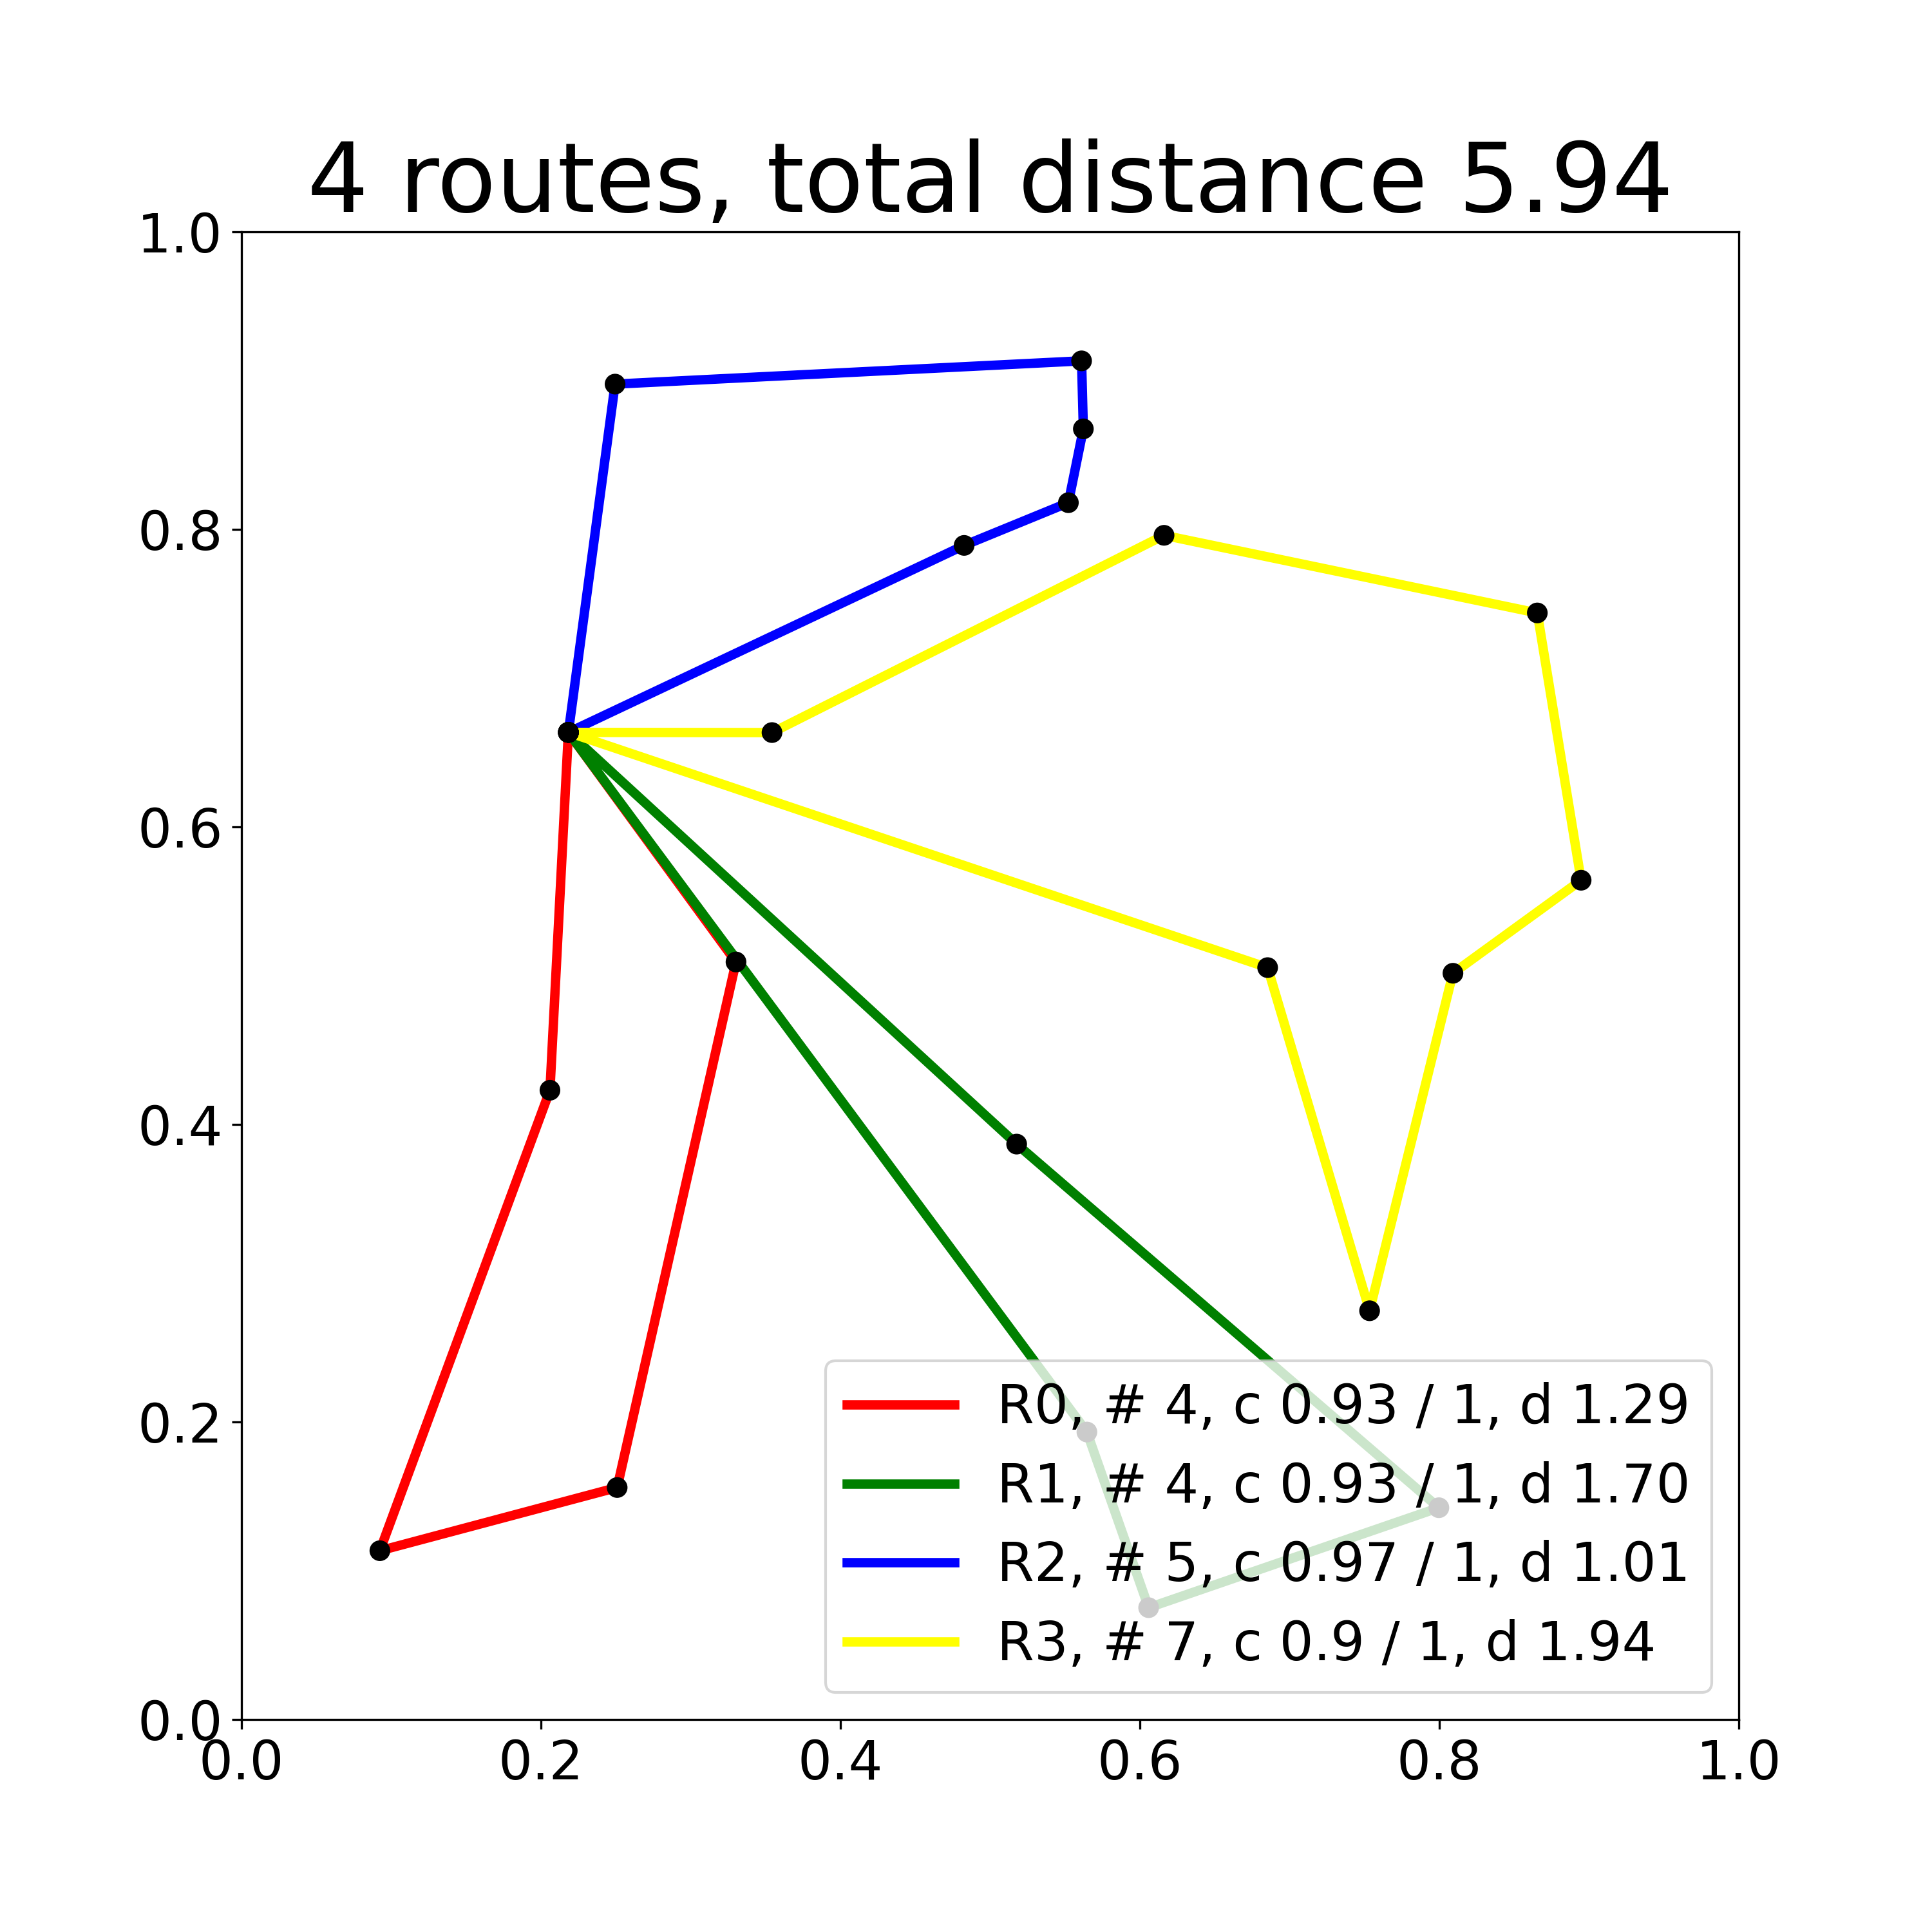 4 routes, total distance 5.94
1.0
0.8
0.6
0.4
0.2
0.0
0.0 0.2 0.4 0.6 0.8 1.0
R0, # 4, c 0.93 / 1, d 1.29
R1, # 4, c 0.93 / 1, d 1.70
R2, # 5, c 0.97 / 1, d 1.01
R3, # 7, c 0.9 / 1, d 1.94